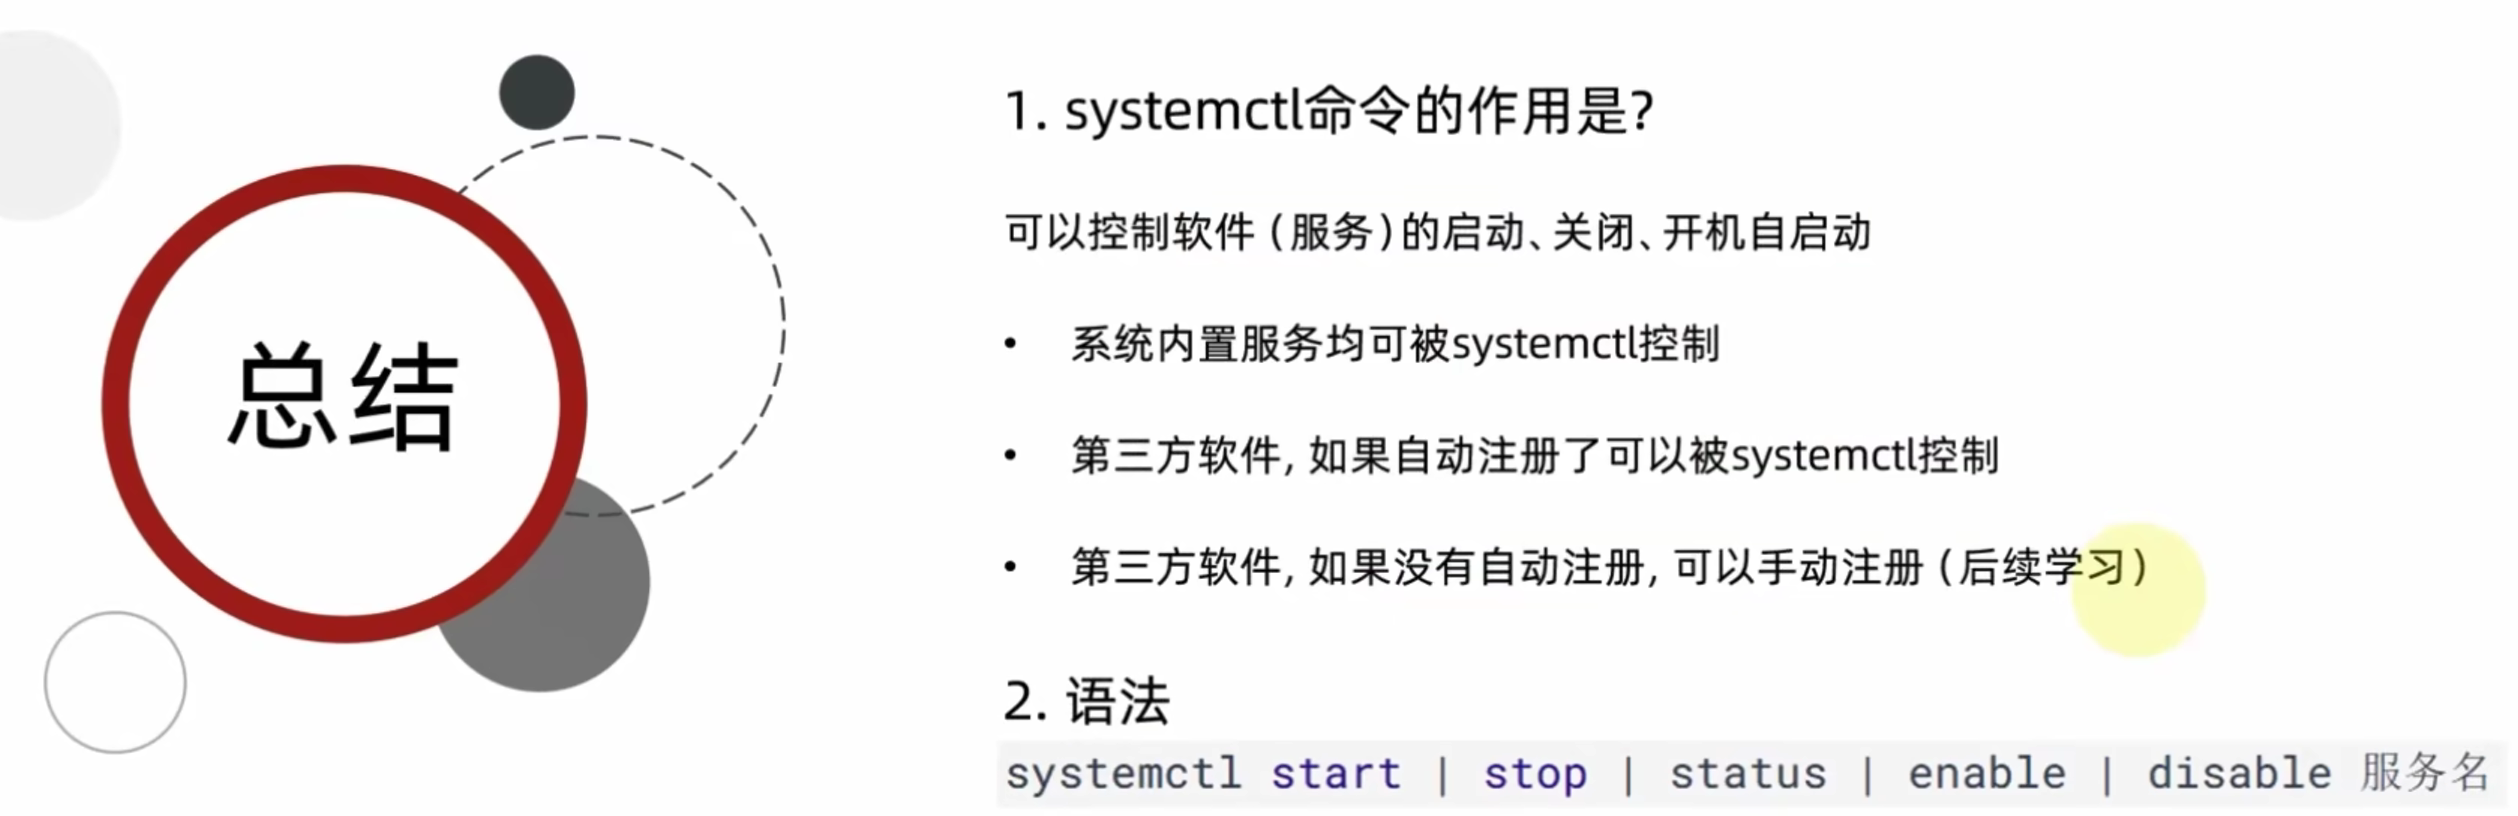 总结
1. systemctl命令的作用是?
可以控制软件（服务）的启动、关闭、开机自启动
• 系统内置服务均可被systemctl控制
• 第三方软件, 如果自动注册了可以被systemctl控制
• 第三方软件, 如果没有自动注册, 可以手动注册（后续学习）
2. 语法
systemctl start | stop | status | enable | disable 服务名